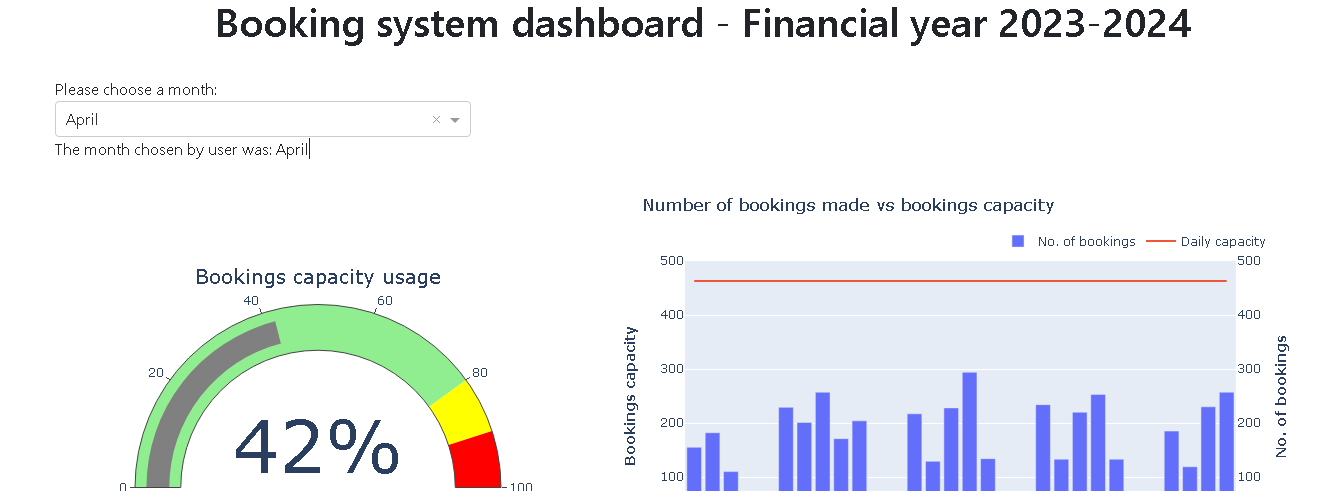 Booking system dashboard - Financial year 2023-2024
Please choose a month:
April
The month chosen by user was: April
Bookings capacity usage
0
20
40
60
80
100
42%
Number of bookings made vs bookings capacity
No. of bookings
Daily capacity
Bookings capacity
500
400
300
200
100
500
400
300
200
100
No. of bookings